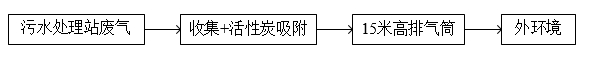 污水处理站废气
收集+活性炭吸附
15米高排气筒
外环境